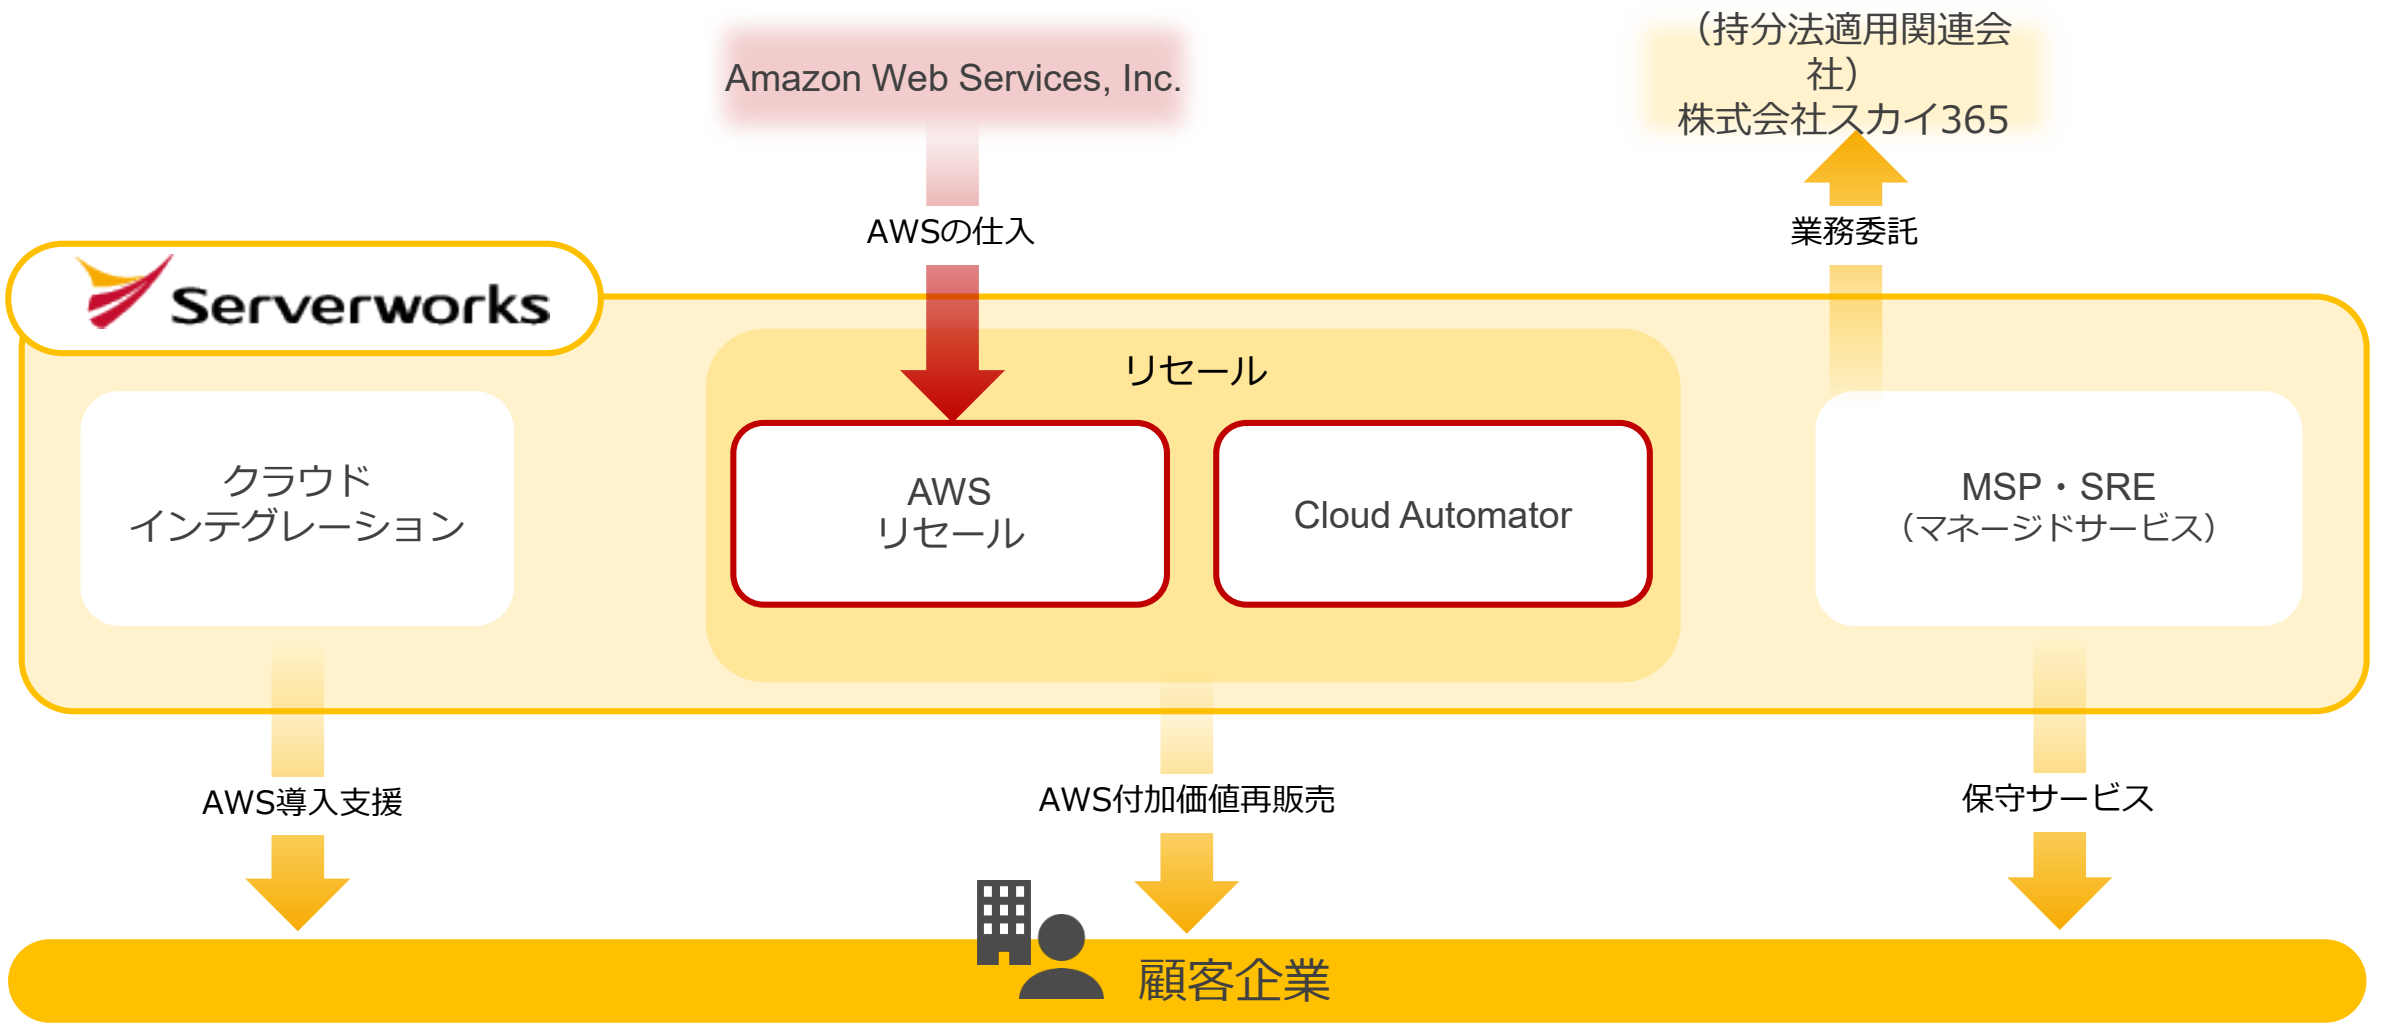 Amazon Web Services, Inc.
（持分法適用関連会
社）
株式会社スカイ365
AWSの仕入
業務委託
Serverworks
リセール
クラウド
インテグレーション
AWS
リセール
Cloud Automator
MSP・SRE
（マネージドサービス）
AWS導入支援
AWS付加価値再販売
保守サービス
顧客企業